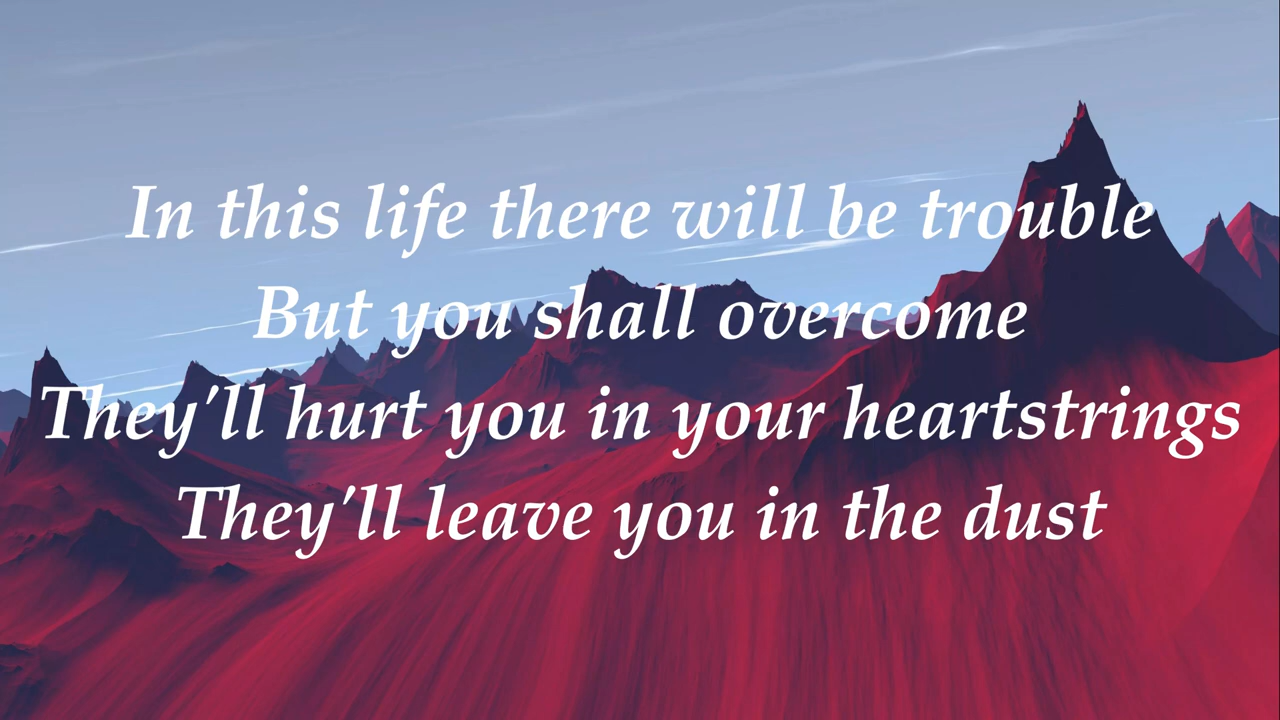 In this life there will be trouble
But you shall overcome
They'll hurt you in your heartstrings
They'll leave you in the dust